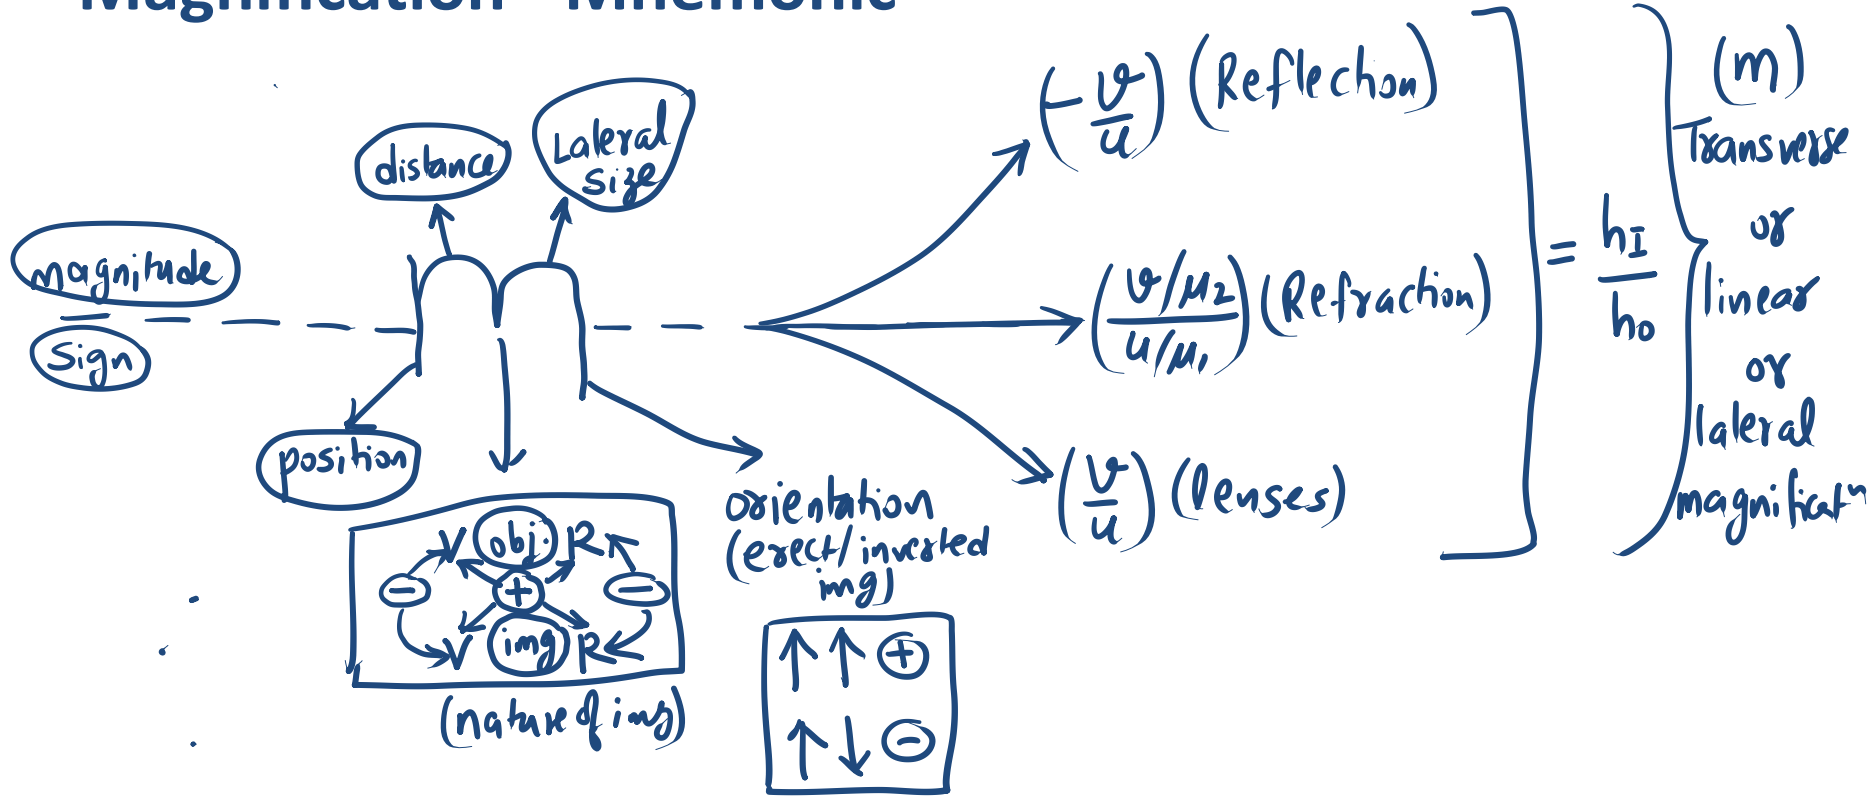 Magnification - Mnemonic
magnitude
Sign
distance
Lateral
Size
position
V obj. R
−
+
−
V img R
(nature of img)
orientation
(erect/inverted
img)
↑ ↑ +
↑ ↓ −
(-v/u) (Reflection)
(v/μ2 / u/μ1) (Refraction)
(v/u) (lenses)
= hI/ho
(m)
Transverse
or
linear
or
lateral
magnificatn